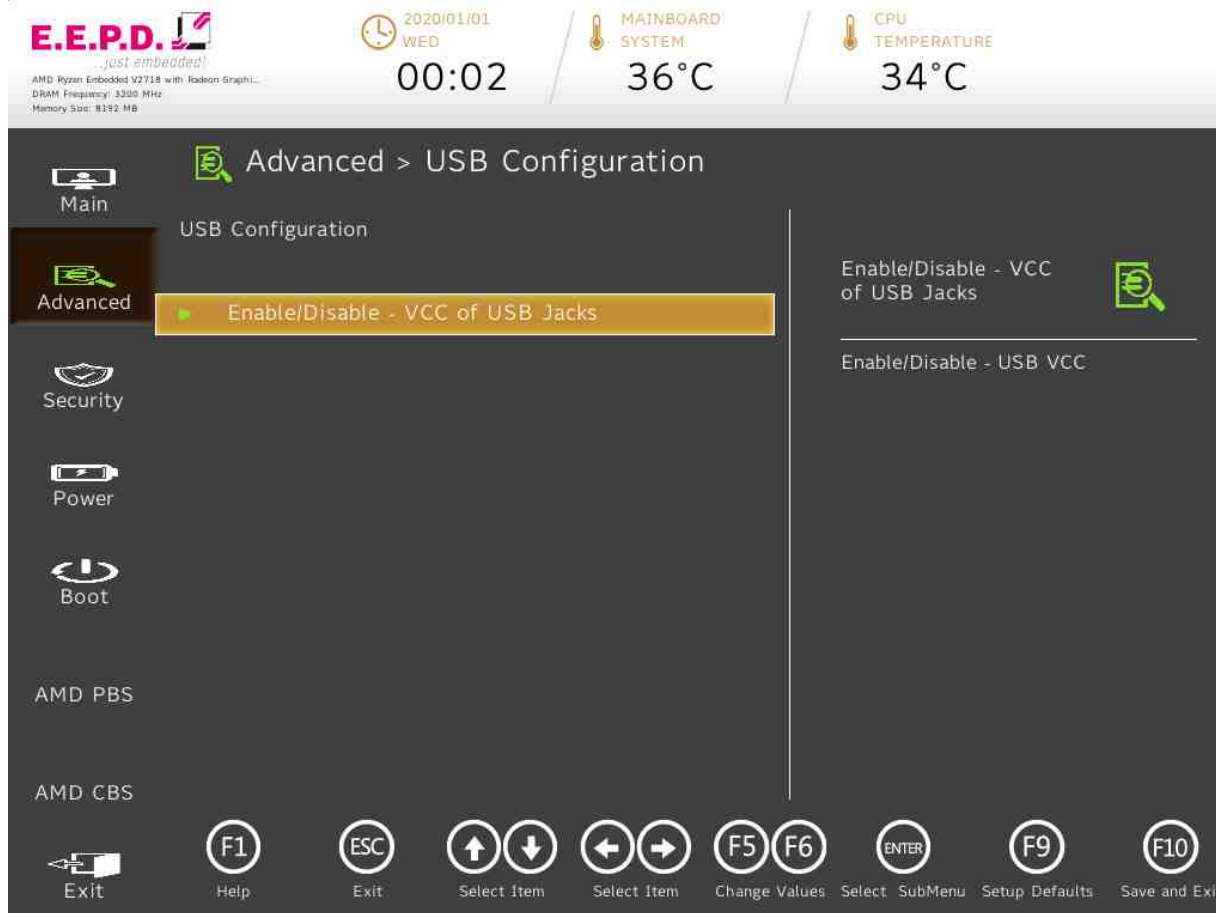 E.E.P.D.
...just embedded!
AMD Ryzen Embedded V2718 with Radeon Graphi...
DRAM Frequency: 3200 MHz
Memory Size: 8192 MB
2020/01/01
WED
00:02
MAINBOARD
SYSTEM
36°C
CPU
TEMPERATURE
34°C
Main
Advanced
Security
Power
Boot
AMD PBS
AMD CBS
Exit
Advanced > USB Configuration
USB Configuration
Enable/Disable - VCC of USB Jacks
Enable/Disable - VCC
of USB Jacks
Enable/Disable - USB VCC
F1
Help
ESC
Exit
Select Item
Select Item
F5 F6
Change Values
ENTER
Select SubMenu
F9
Setup Defaults
F10
Save and Exi